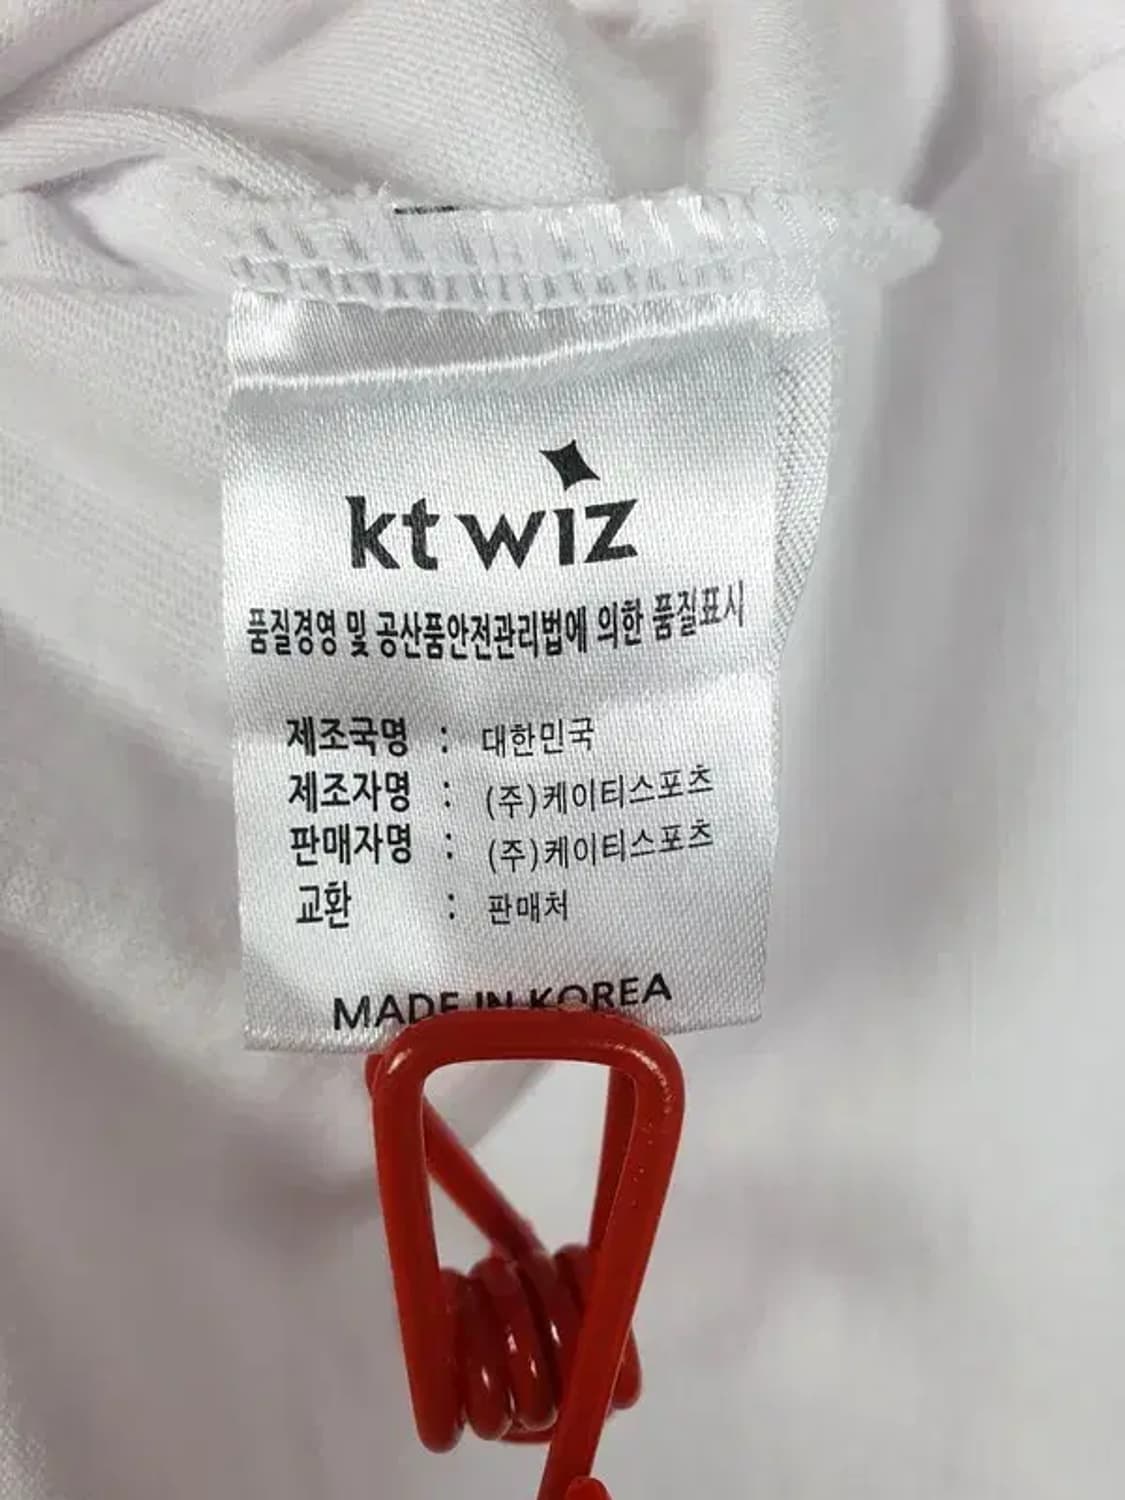 kt wiz
품질경영 및 공산품안전관리법에 의한 품질표시
제조국명 : 대한민국
제조자명 : (주)케이티스포츠
판매자명 : (주)케이티스포츠
교환 : 판매처
MADE IN KOREA